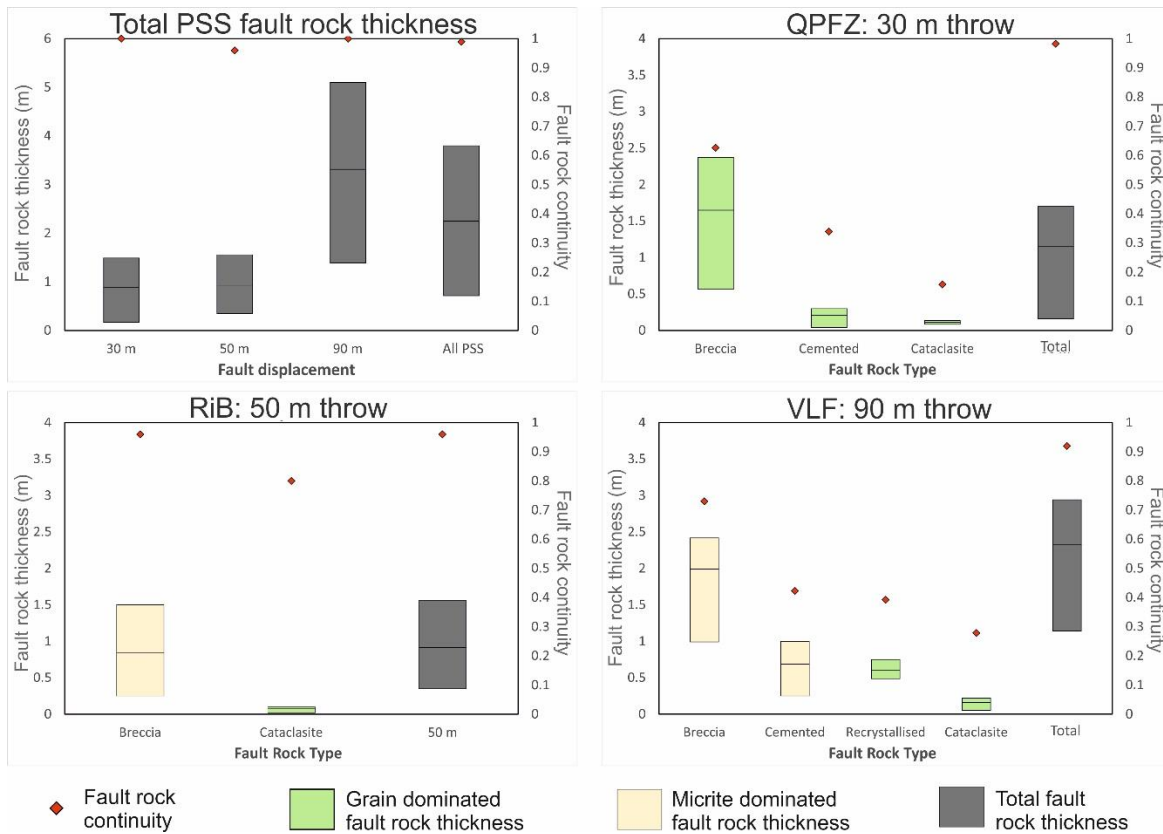 Total PSS fault rock thickness
Fault rock thickness (m)
6
5
4
3
2
1
0
1
0.9
0.8
0.7
0.6
0.5
0.4
0.3
0.2
0.1
0
Fault rock continuity
30 m
50 m
90 m
All PSS
Fault displacement
QPFZ: 30 m throw
Fault rock thickness (m)
4
3.5
3
2.5
2
1.5
1
0.5
0
1
0.9
0.8
0.7
0.6
0.5
0.4
0.3
0.2
0.1
0
Fault rock continuity
Breccia
Cemented
Cataclasite
Total
Fault Rock Type
RiB: 50 m throw
Fault rock thickness (m)
4
3.5
3
2.5
2
1.5
1
0.5
0
1
0.9
0.8
0.7
0.6
0.5
0.4
0.3
0.2
0.1
0
Fault rock continuity
Breccia
Cataclasite
50 m
Fault Rock Type
VLF: 90 m throw
Fault rock thickness (m)
4
3.5
3
2.5
2
1.5
1
0.5
0
1
0.9
0.8
0.7
0.6
0.5
0.4
0.3
0.2
0.1
0
Fault rock continuity
Breccia
Cemented
Recrystallised
Cataclasite
Total
Fault Rock Type
Fault rock
continuity
Grain dominated
fault rock thickness
Micrite dominated
fault rock thickness
Total fault
rock thickness